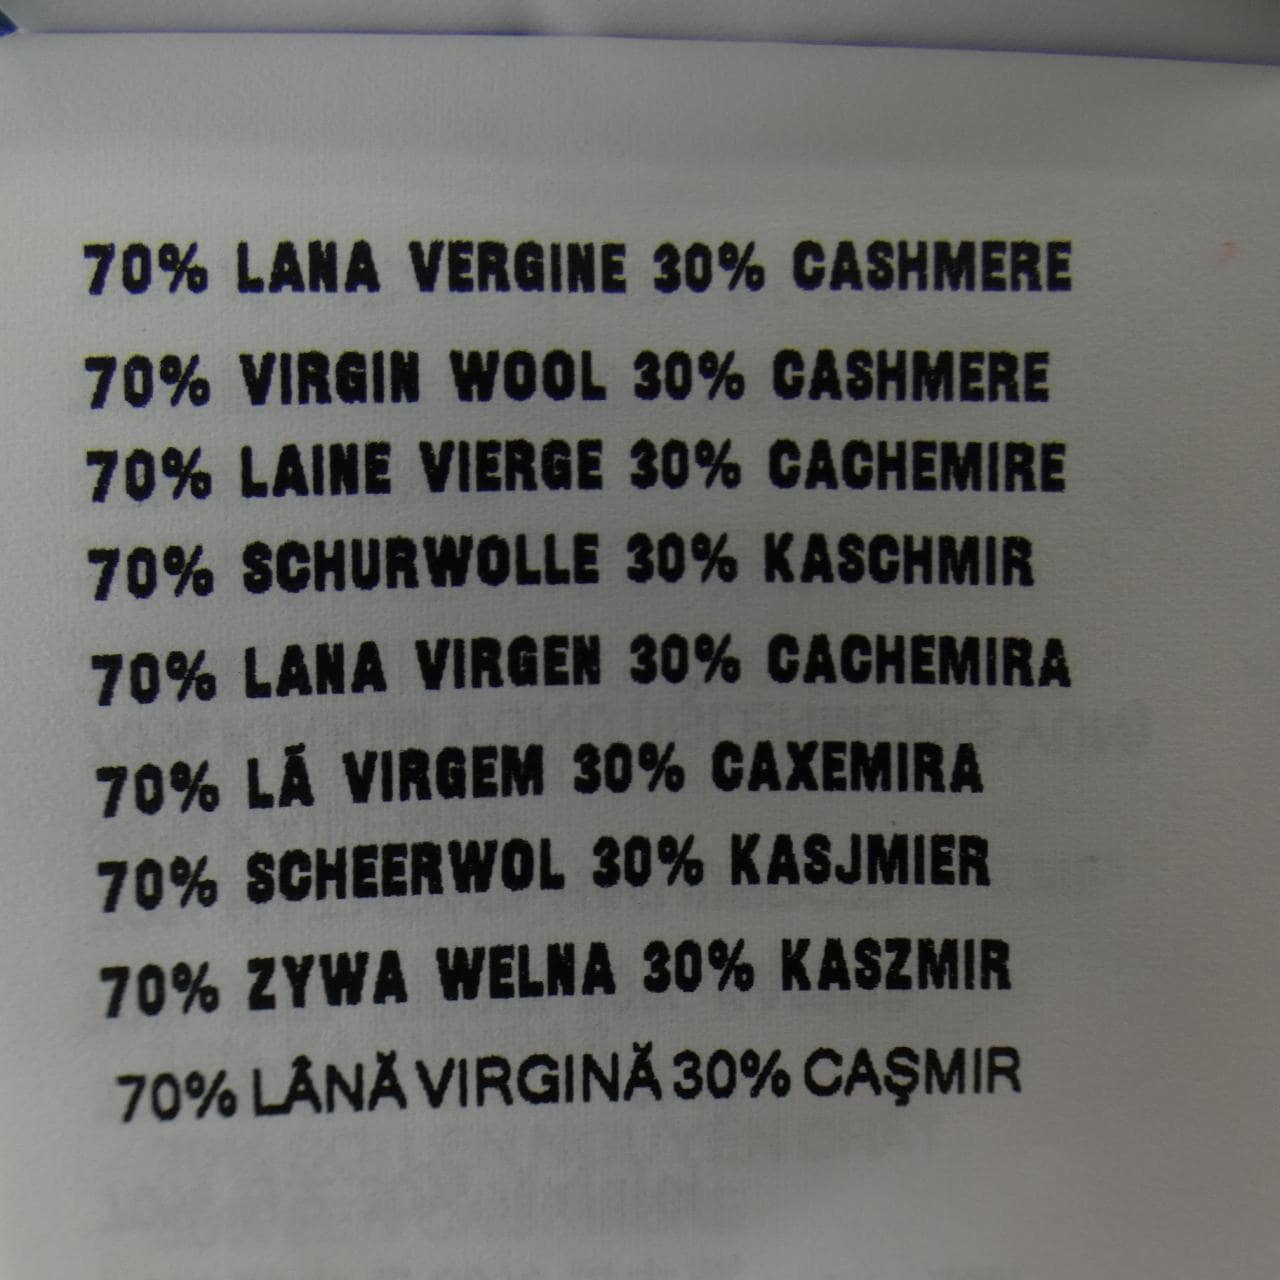 70% LANA VERGINE 30% CASHMERE
70% VIRGIN WOOL 30% CASHMERE
70% LAINE VIERGE 30% CACHEMIRE
70% SCHURWOLLE 30% KASCHMIR
70% LANA VIRGEN 30% CACHEMIRA
70% LÃ VIRGEM 30% CAXEMIRA
70% SCHEERWOL 30% KASJMIER
70% ZYWA WELNA 30% KASZMIR
70% LÂNĂ VIRGINĂ 30% CAŞMIR